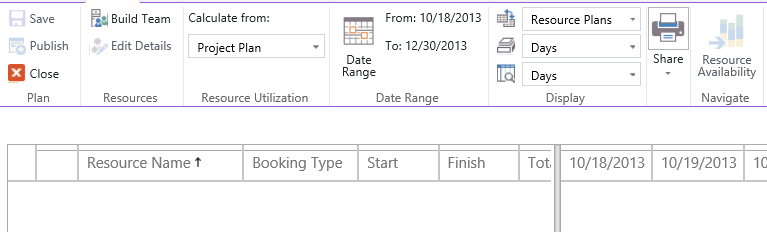 Save
Publish
Close
Plan
Build Team
Edit Details
Resources
Calculate from:
Project Plan
Resource Utilization
Date
Range
From: 10/18/2013
To: 12/30/2013
Date Range
Resource Plans
Days
Days
Display
Share
Resource
Availability
Navigate
Resource Name Booking Type Start Finish 10/18/2013 10/19/2013